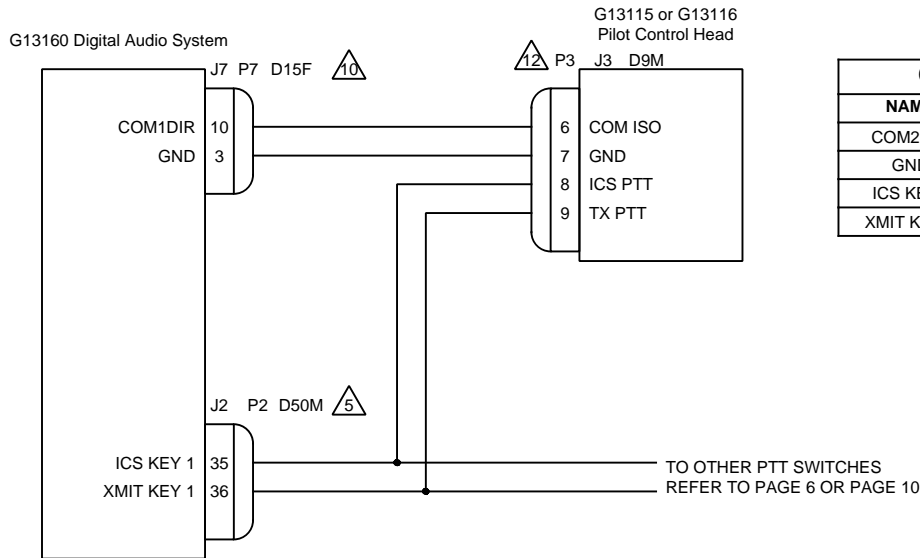 G13160 Digital Audio System
J7 P7 D15F 10
COM1DIR 10
GND 3
G13115 or G13116
Pilot Control Head
12 P3 J3 D9M
6 COM ISO
7 GND
8 ICS PTT
9 TX PTT
J2 P2 D50M 5
ICS KEY 1 35
XMIT KEY 1 36
TO OTHER PTT SWITCHES
REFER TO PAGE 6 OR PAGE 10
NAM
COM2
GN
ICS KE
XMIT K